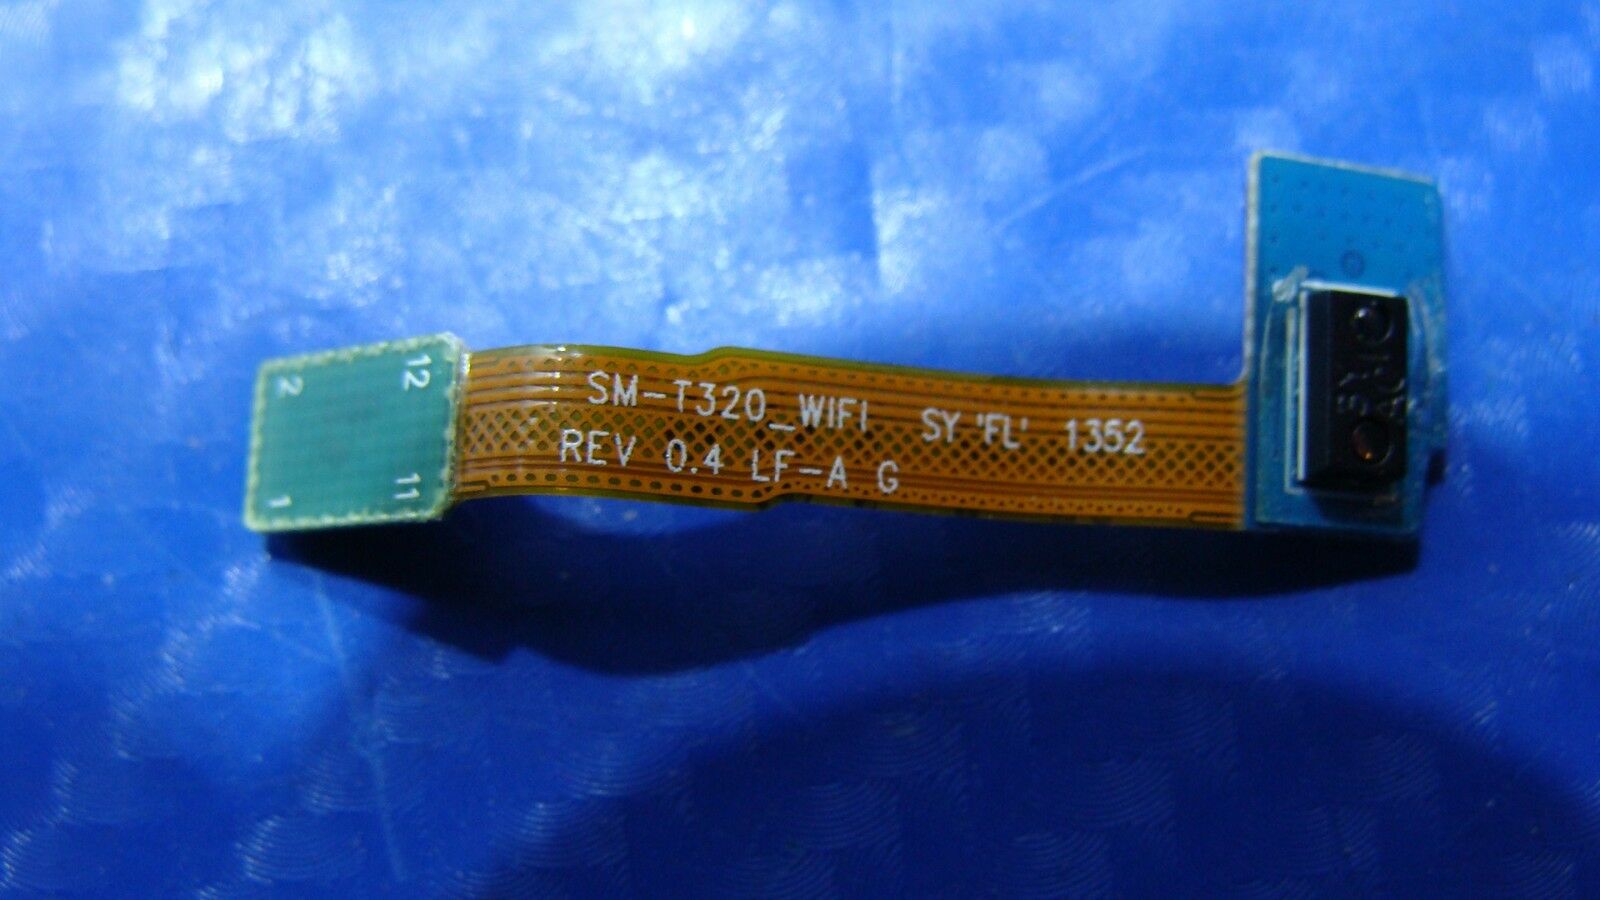 2 12
1 11
SM-T320_WIFI SY 'FL' 1352
REV 0.4 LF-A G